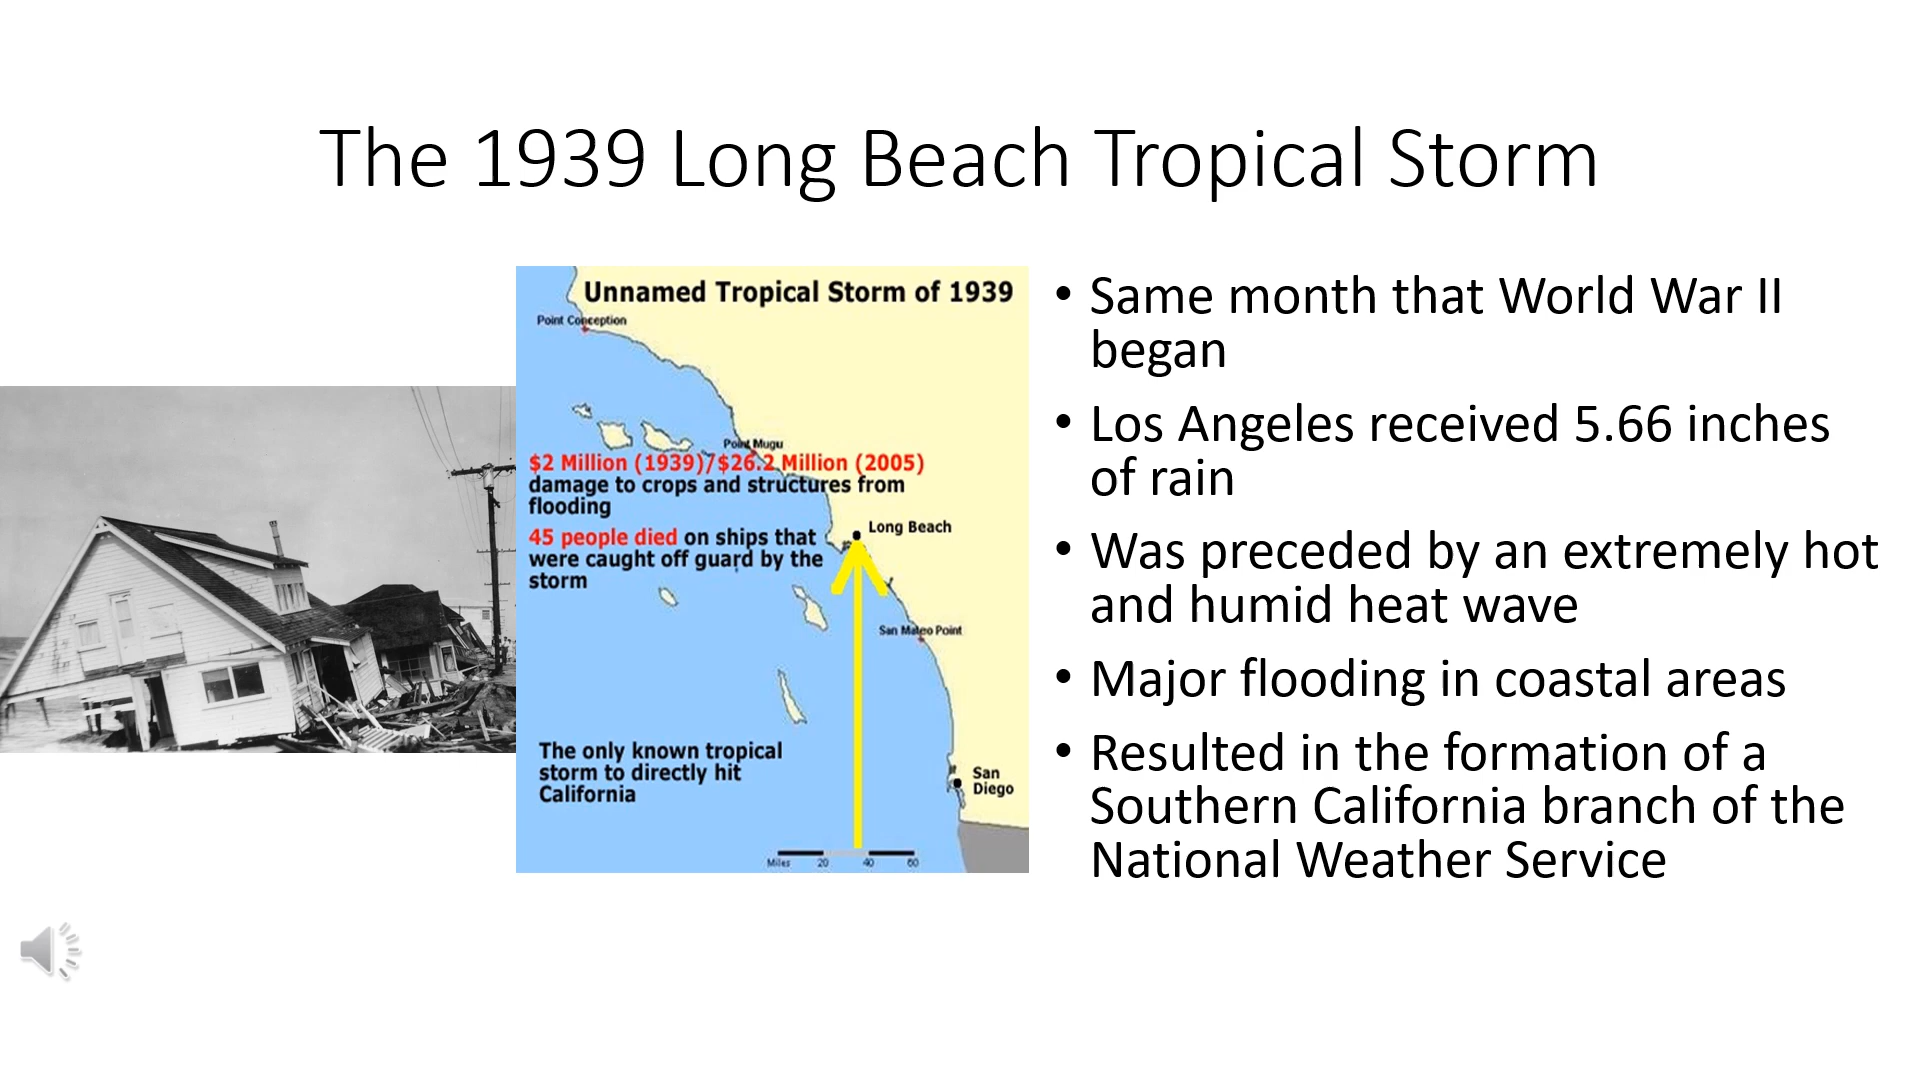 The 1939 Long Beach Tropical Storm
Unnamed Tropical Storm of 1939
Point Conception
Point Mugu
$2 Million (1939)/$26.2 Million (2005)
damage to crops and structures from
flooding
45 people died on ships that
were caught off guard by the
storm
Long Beach
San Mateo Point
The only known tropical
storm to directly hit
California
San
Diego
Miles 20 40 60
• Same month that World War II
began
• Los Angeles received 5.66 inches
of rain
• Was preceded by an extremely hot
and humid heat wave
• Major flooding in coastal areas
• Resulted in the formation of a
Southern California branch of the
National Weather Service